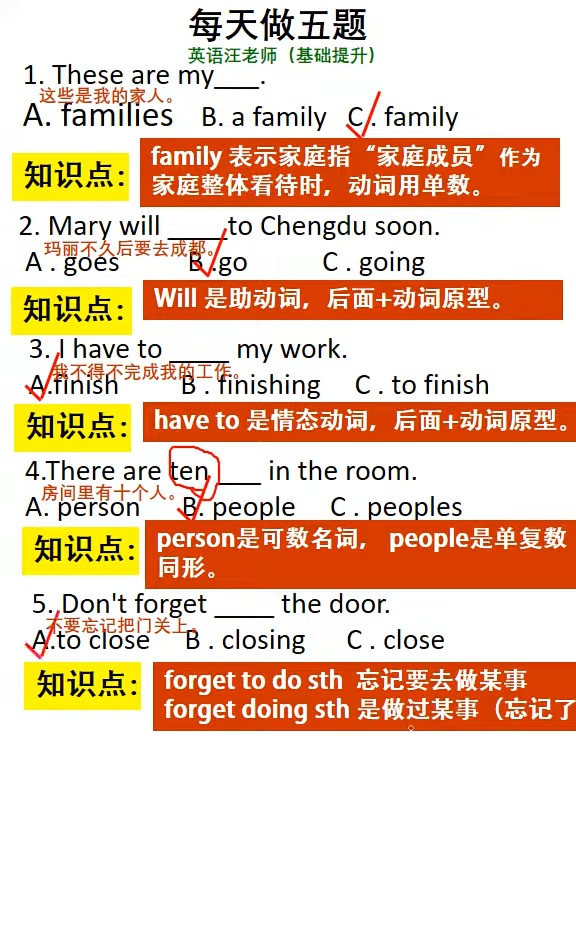 每天做五题
英语汪老师（基础提升）
1. These are my___.
这些是我的家人。
A. families B. a family C. family
知识点:
family 表示家庭指“家庭成员”作为
家庭整体看待时，动词用单数。
2. Mary will ____to Chengdu soon.
玛丽不久后要去成都。
A . goes B .go C . going
知识点:
Will 是助动词，后面+动词原型。
3. I have to ____ my work.
我不得不完成我的工作。
A.finish B . finishing C . to finish
知识点:
have to 是情态动词，后面+动词原型。
4.There are ten ___ in the room.
房间里有十个人。
A. person B. people C . peoples
知识点:
person是可数名词， people是单复数
同形。
5. Don't forget ____ the door.
不要忘记把门关上。
A.to close B . closing C . close
知识点:
forget to do sth 忘记要去做某事
forget doing sth 是做过某事（忘记了